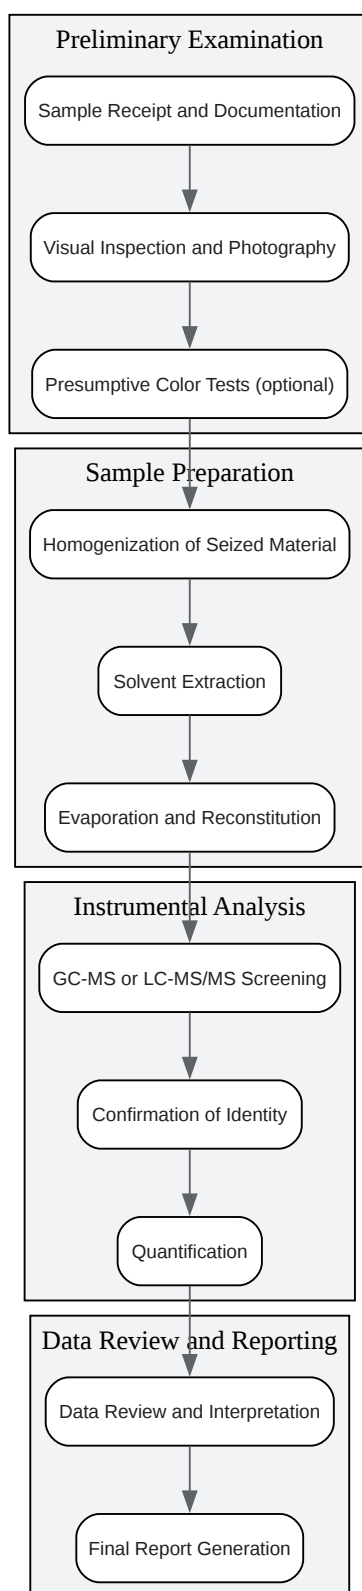 Preliminary Examination
Sample Receipt and Documentation
Visual Inspection and Photography
Presumptive Color Tests (optional)
Sample Preparation
Homogenization of Seized Material
Solvent Extraction
Evaporation and Reconstitution
Instrumental Analysis
GC-MS or LC-MS/MS Screening
Confirmation of Identity
Quantification
Data Review and Reporting
Data Review and Interpretation
Final Report Generation